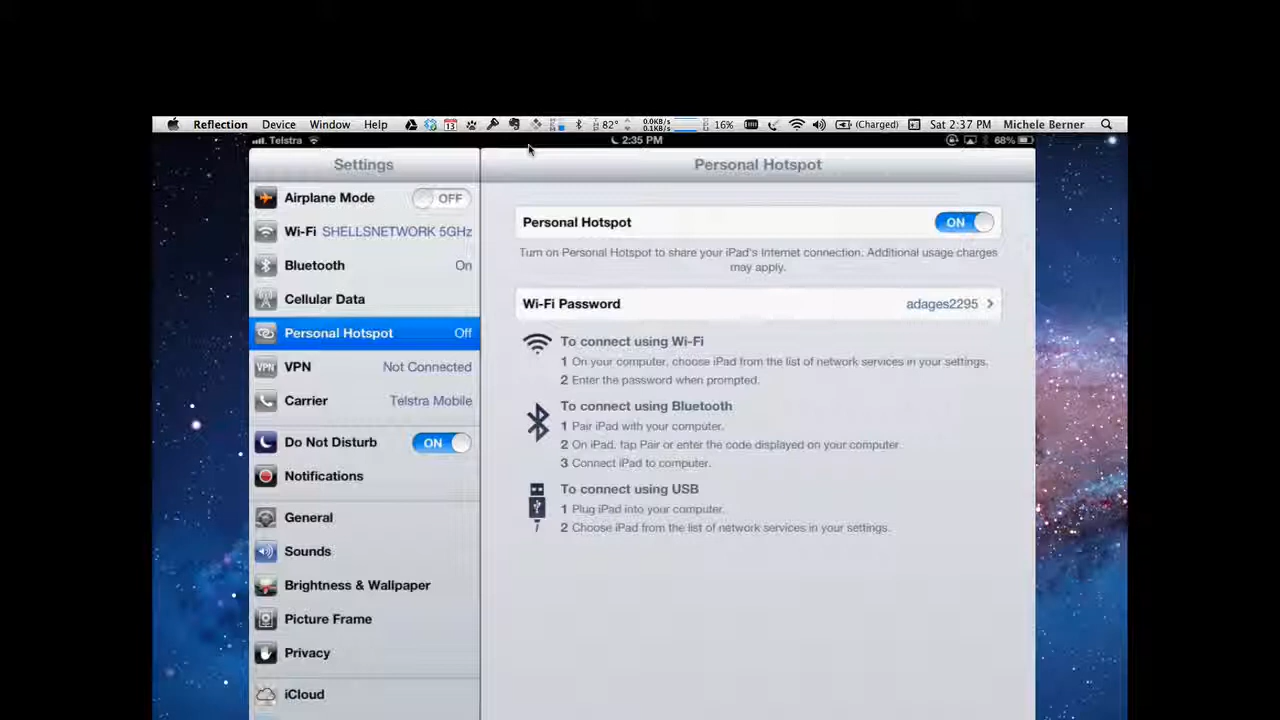 Reflection Device Window Help 13 82° 0.0KB/s 0.1KB/s 16% (Charged) Sat 2:37 PM Michele Berner
Telstra 2:35 PM 68%
Settings
Airplane Mode OFF
Wi-Fi SHELLSNETWORK 5GHz
Bluetooth On
Cellular Data
Personal Hotspot Off
VPN VPN Not Connected
Carrier Telstra Mobile
Do Not Disturb ON
Notifications
General
Sounds
Brightness & Wallpaper
Picture Frame
Privacy
iCloud
Personal Hotspot
Personal Hotspot ON
Turn on Personal Hotspot to share your iPad's Internet connection. Additional usage charges
may apply.
Wi-Fi Password adages2295
To connect using Wi-Fi
1 On your computer, choose iPad from the list of network services in your settings.
2 Enter the password when prompted.
To connect using Bluetooth
1 Pair iPad with your computer.
2 On iPad, tap Pair or enter the code displayed on your computer.
3 Connect iPad to computer.
To connect using USB
1 Plug iPad into your computer.
2 Choose iPad from the list of network services in your settings.